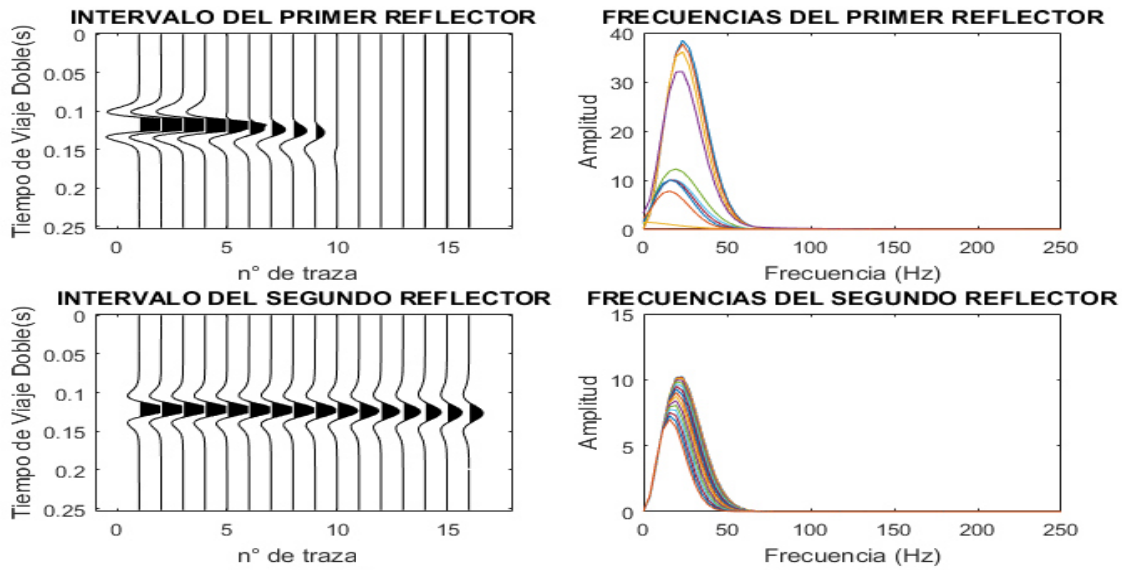 INTERVALO DEL PRIMER REFLECTOR
Tiempo de Viaje Doble(s)
0
0.05
0.1
0.15
0.2
0.25
0 5 10 15
n° de traza
FRECUENCIAS DEL PRIMER REFLECTOR
Amplitud
40
30
20
10
0
0 50 100 150 200 250
Frecuencia (Hz)
INTERVALO DEL SEGUNDO REFLECTOR
Tiempo de Viaje Doble(s)
0
0.05
0.1
0.15
0.2
0.25
0 5 10 15
n° de traza
FRECUENCIAS DEL SEGUNDO REFLECTOR
Amplitud
15
10
5
0
0 50 100 150 200 250
Frecuencia (Hz)